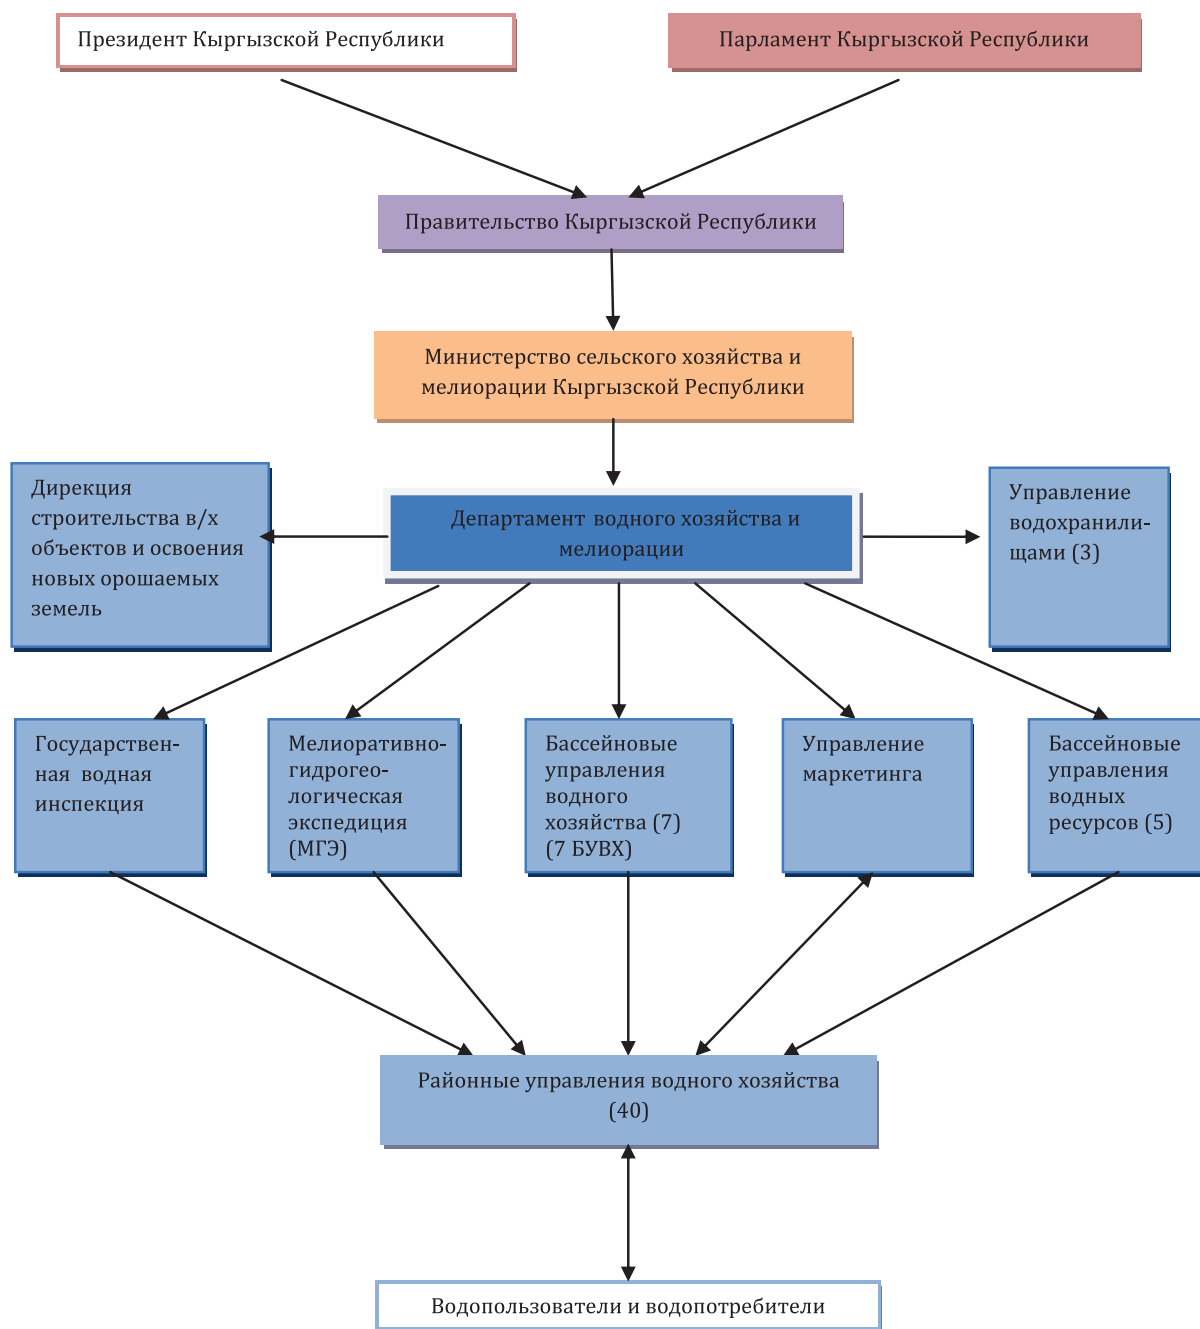 Президент Кыргызской Республики
Парламент Кыргызской Республики
Правительство Кыргызской Республики
Министерство сельского хозяйства и
мелиорации Кыргызской Республики
Дирекция
строительства в/х
объектов и освоения
новых орошаемых
земель
Департамент водного хозяйства и
мелиорации
Управление
водохранили-
щами (3)
Государствен-
ная водная
инспекция
Мелиоративно-
гидрогео-
логическая
экспедиция
(МГЭ)
Бассейновые
управления
водного
хозяйства (7)
(7 БУВХ)
Управление
маркетинга
Бассейновые
управления
водных
ресурсов (5)
Районные управления водного хозяйства
(40)
Водопользователи и водопотребители